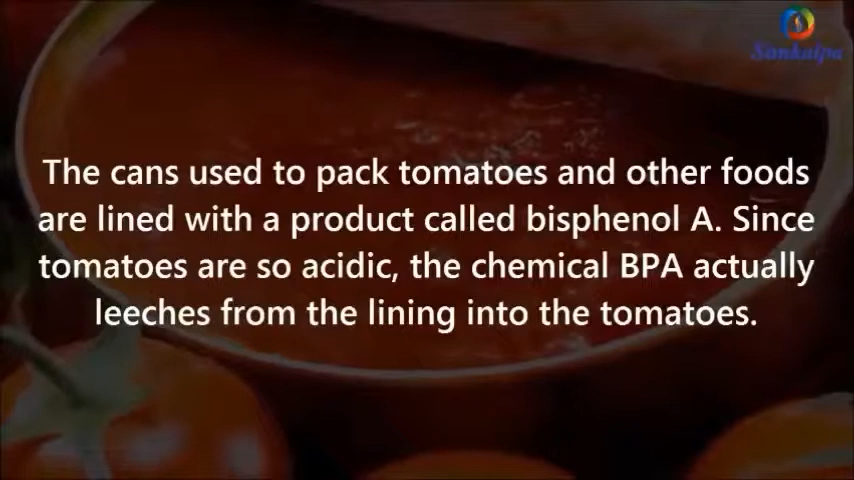 Sankalpa
The cans used to pack tomatoes and other foods
are lined with a product called bisphenol A. Since
tomatoes are so acidic, the chemical BPA actually
leeches from the lining into the tomatoes.